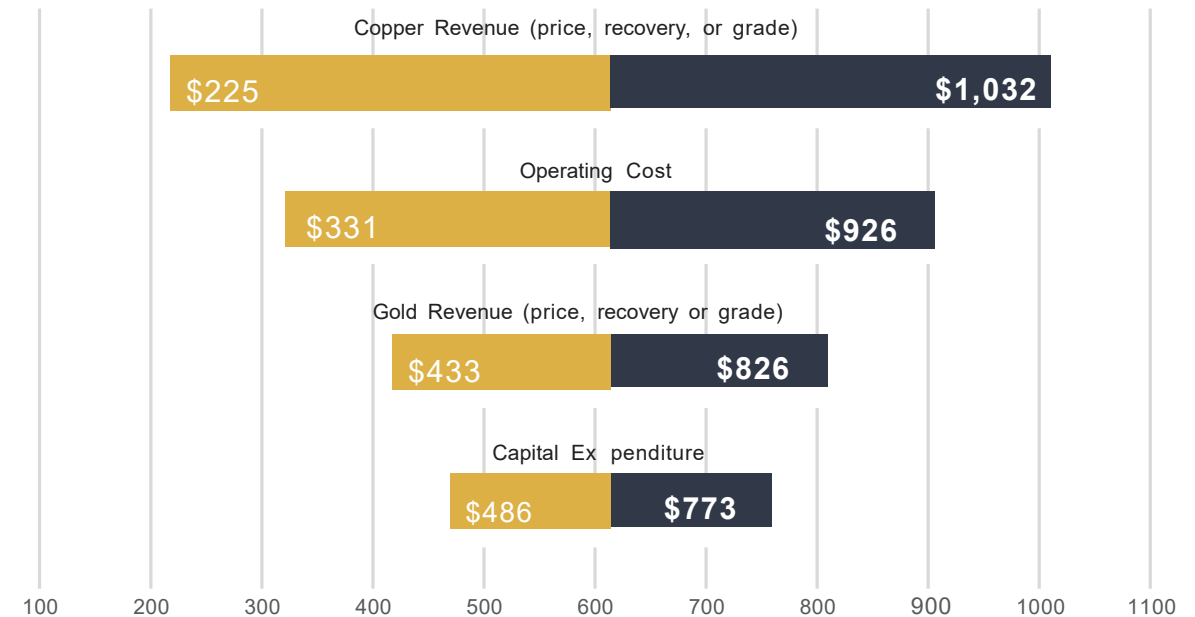 Copper Revenue (price, recovery, or grade)
$225 $1,032
Operating Cost
$331 $926
Gold Revenue (price, recovery or grade)
$433 $826
Capital Ex penditure
$486 $773
100 200 300 400 500 600 700 800 900 1000 1100